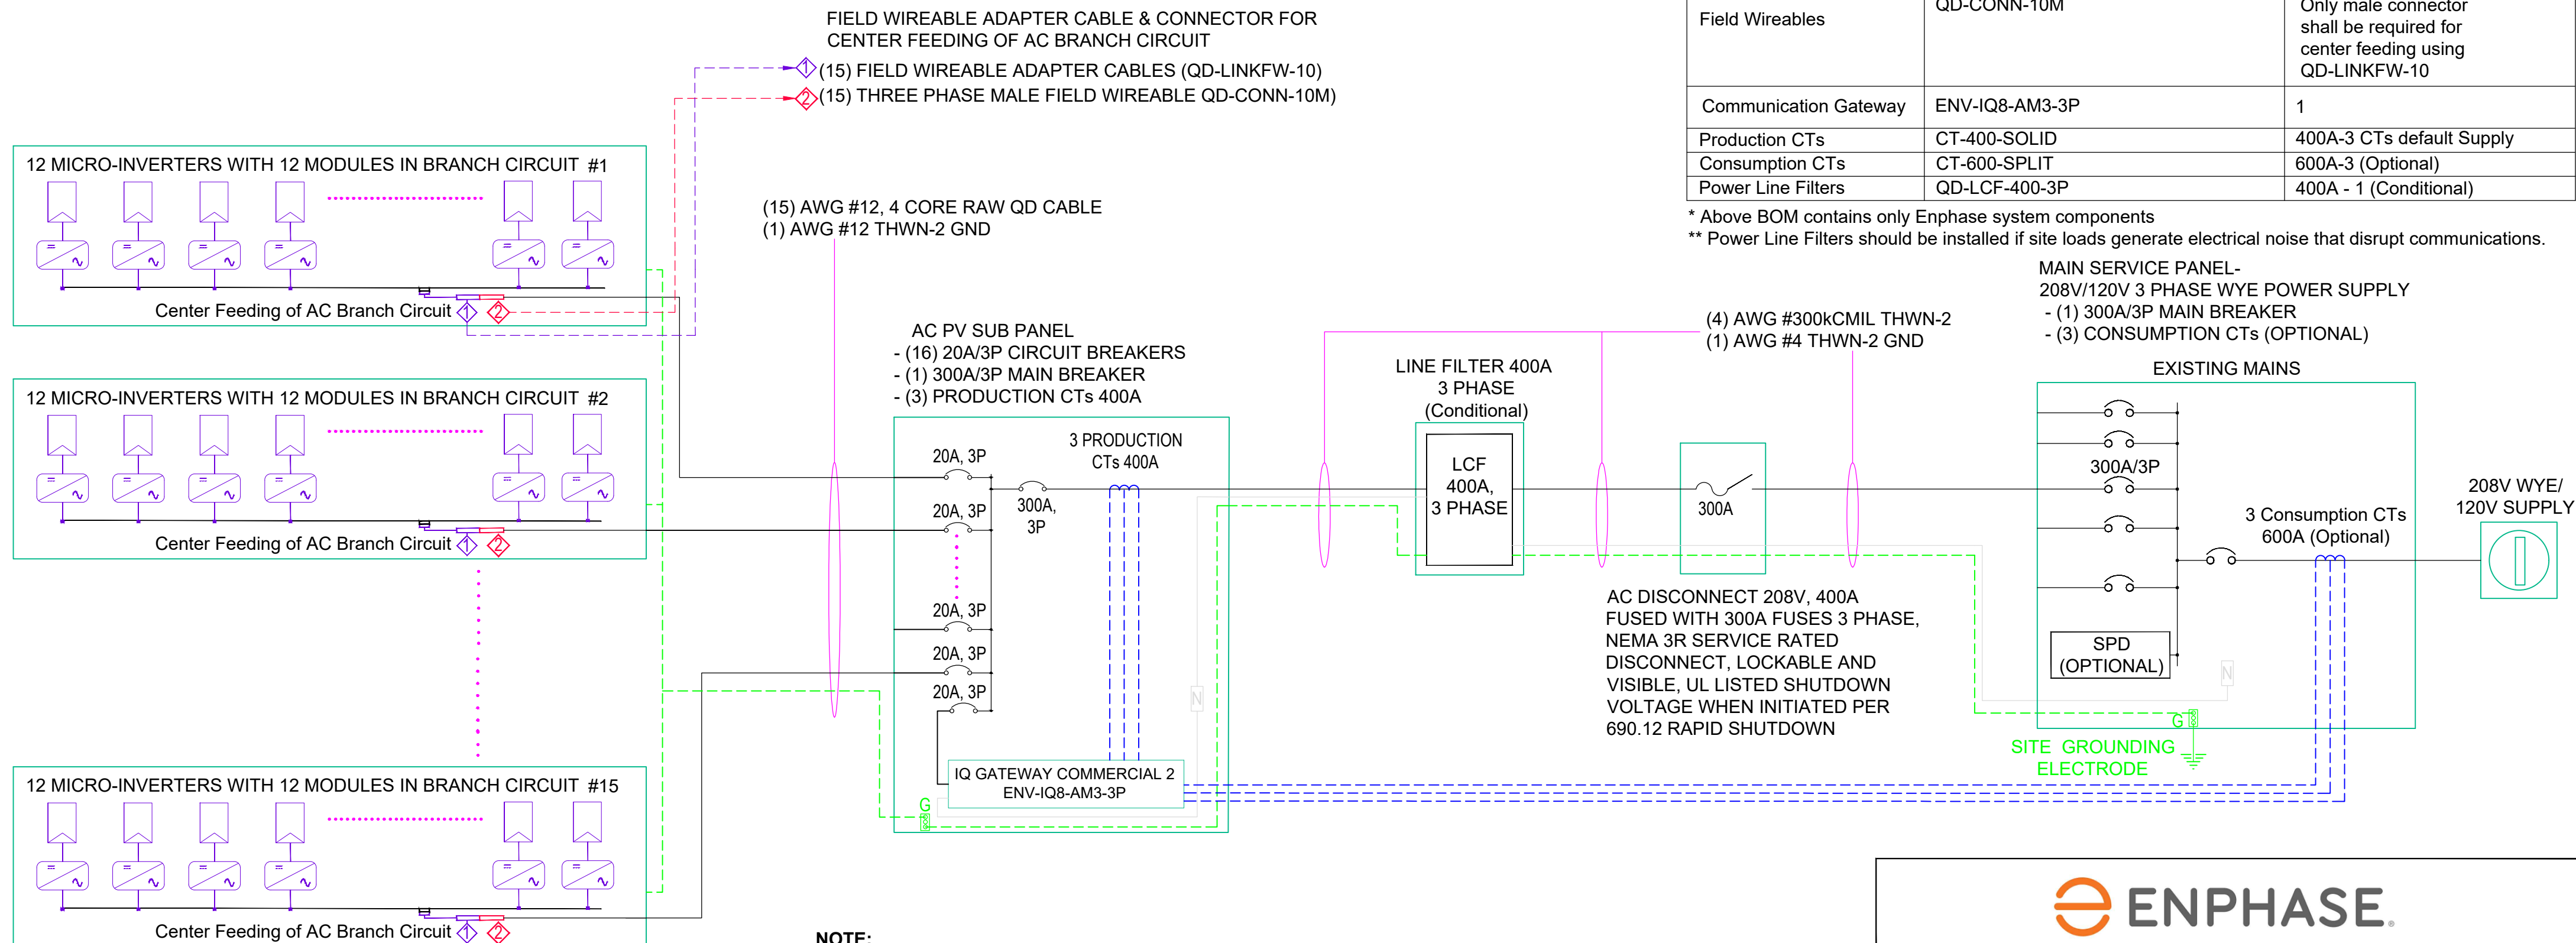 FIELD WIREABLE ADAPTER CABLE & CONNECTOR FOR
CENTER FEEDING OF AC BRANCH CIRCUIT
1 (15) FIELD WIREABLE ADAPTER CABLES (QD-LINKFW-10)
2 (15) THREE PHASE MALE FIELD WIREABLE QD-CONN-10M)
Field Wireables
QD-CONN-10M
Only male connector
shall be required for
center feeding using
QD-LINKFW-10
Communication Gateway ENV-IQ8-AM3-3P 1
Production CTs CT-400-SOLID 400A-3 CTs default Supply
Consumption CTs CT-600-SPLIT 600A-3 (Optional)
Power Line Filters QD-LCF-400-3P 400A - 1 (Conditional)
* Above BOM contains only Enphase system components
** Power Line Filters should be installed if site loads generate electrical noise that disrupt communications.
12 MICRO-INVERTERS WITH 12 MODULES IN BRANCH CIRCUIT #1
Center Feeding of AC Branch Circuit 1 2
12 MICRO-INVERTERS WITH 12 MODULES IN BRANCH CIRCUIT #2
Center Feeding of AC Branch Circuit 1 2
12 MICRO-INVERTERS WITH 12 MODULES IN BRANCH CIRCUIT #15
Center Feeding of AC Branch Circuit 1 2
(15) AWG #12, 4 CORE RAW QD CABLE
(1) AWG #12 THWN-2 GND
AC PV SUB PANEL
- (16) 20A/3P CIRCUIT BREAKERS
- (1) 300A/3P MAIN BREAKER
- (3) PRODUCTION CTs 400A
3 PRODUCTION
CTs 400A
20A, 3P
20A, 3P
20A, 3P
20A, 3P
20A, 3P
300A,
3P
N
IQ GATEWAY COMMERCIAL 2
ENV-IQ8-AM3-3P
G
LINE FILTER 400A
3 PHASE
(Conditional)
LCF
400A,
3 PHASE
(4) AWG #300kCMIL THWN-2
(1) AWG #4 THWN-2 GND
300A
AC DISCONNECT 208V, 400A
FUSED WITH 300A FUSES 3 PHASE,
NEMA 3R SERVICE RATED
DISCONNECT, LOCKABLE AND
VISIBLE, UL LISTED SHUTDOWN
VOLTAGE WHEN INITIATED PER
690.12 RAPID SHUTDOWN
MAIN SERVICE PANEL-
208V/120V 3 PHASE WYE POWER SUPPLY
- (1) 300A/3P MAIN BREAKER
- (3) CONSUMPTION CTs (OPTIONAL)
EXISTING MAINS
300A/3P
3 Consumption CTs
600A (Optional)
SPD
(OPTIONAL)
N
G
SITE GROUNDING
ELECTRODE
208V WYE/
120V SUPPLY
NOTE:
ENPHASE